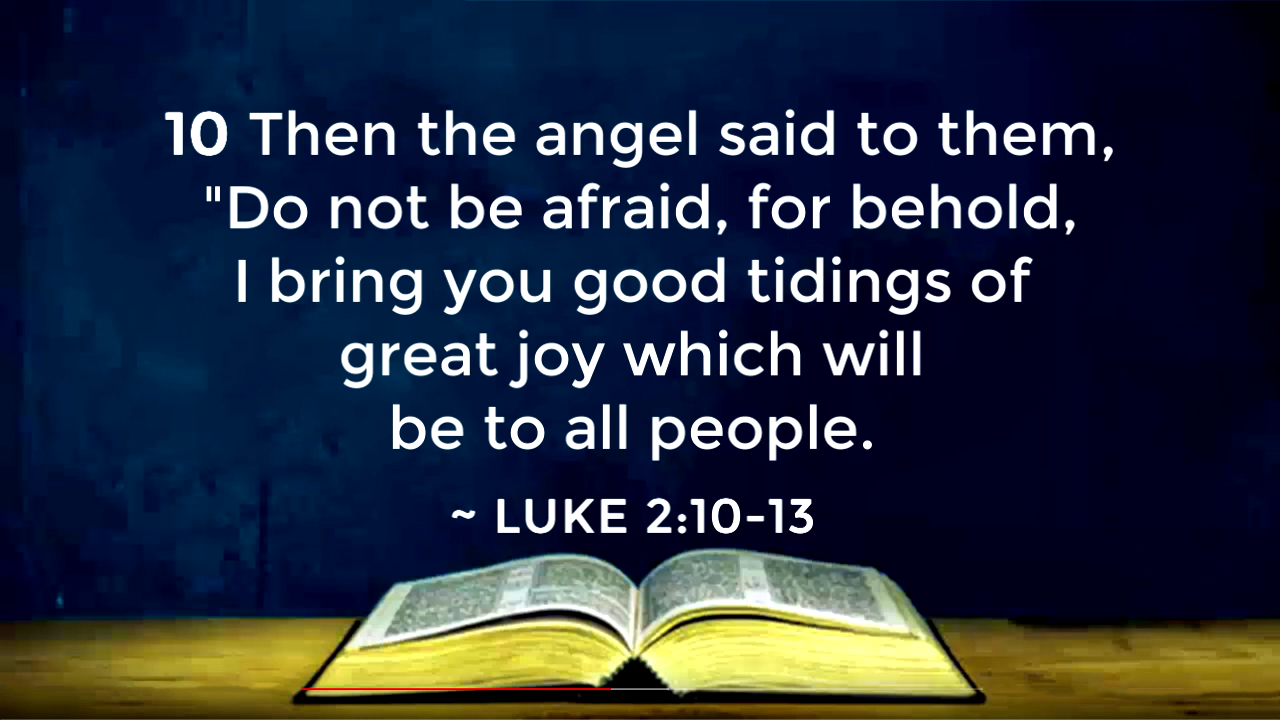 10 Then the angel said to them,
"Do not be afraid, for behold,
I bring you good tidings of
great joy which will
be to all people.
~ LUKE 2:10-13